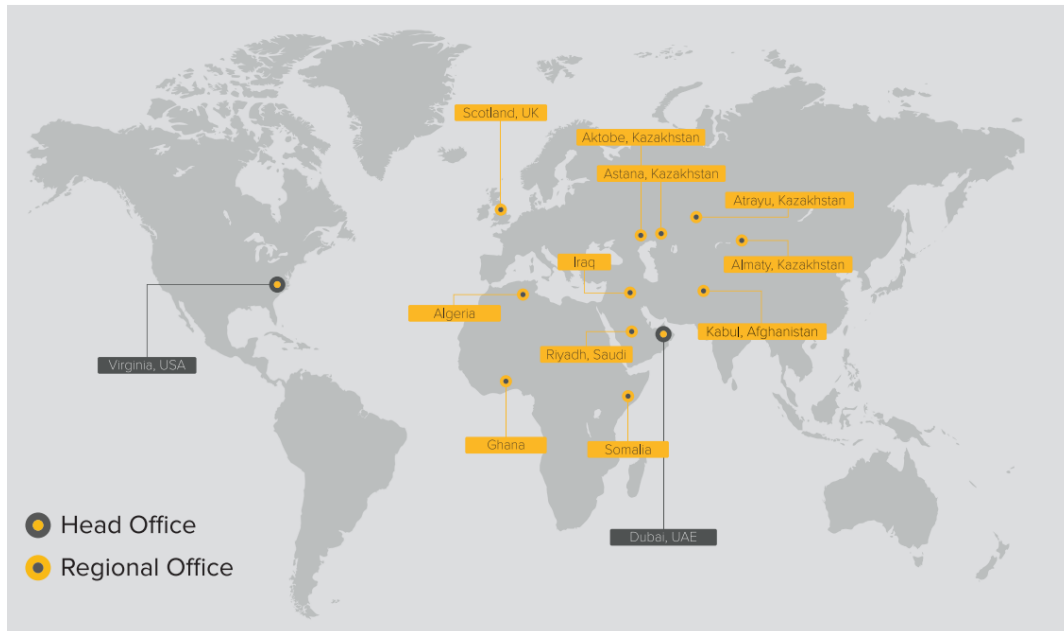 Scotland, UK
Aktobe, Kazakhstan
Astana, Kazakhstan
Atrayu, Kazakhstan
Iraq
Almaty, Kazakhstan
Algeria
Kabul, Afghanistan
Riyadh, Saudi
Virginia, USA
Ghana
Somalia
Head Office
Dubai, UAE
Regional Office